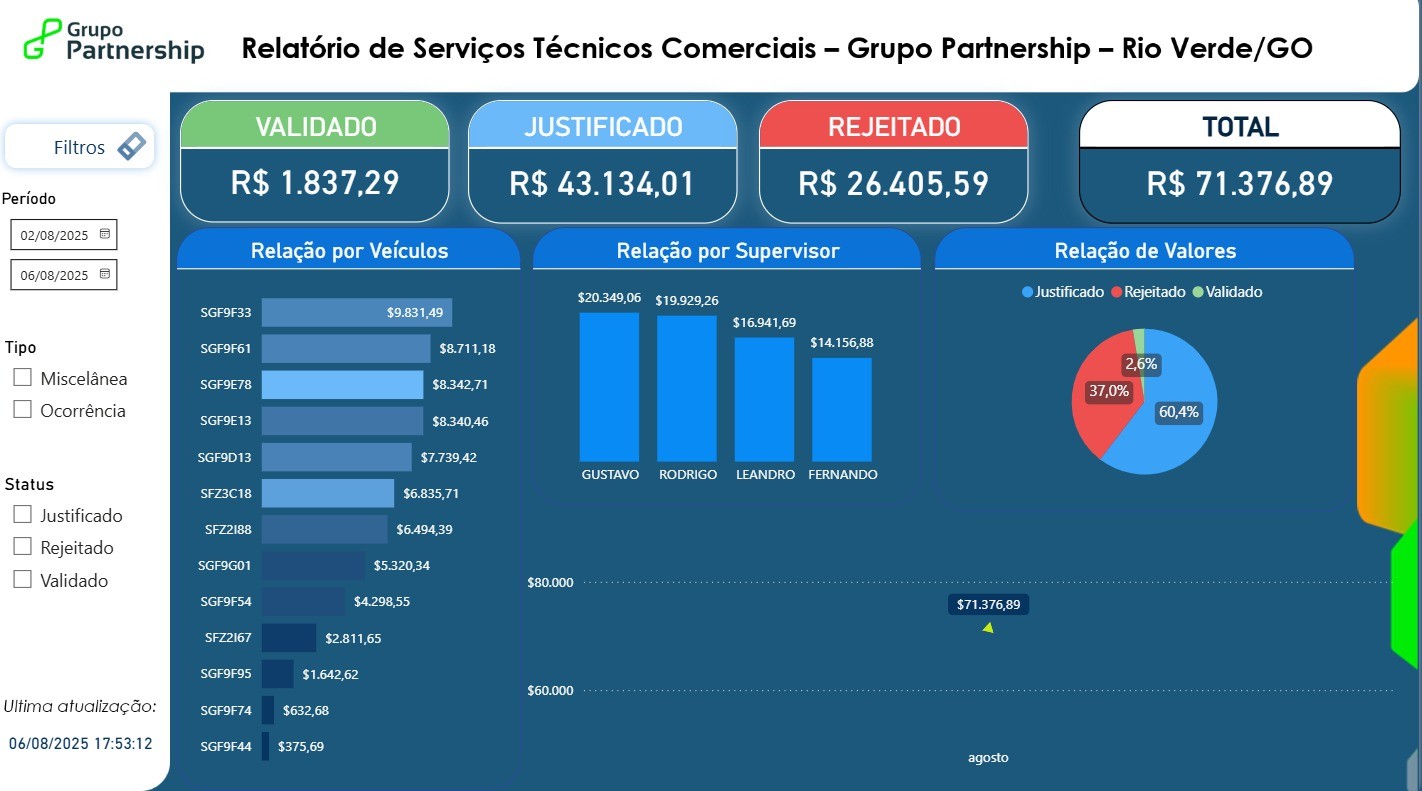 Grupo
Partnership
Relatório de Serviços Técnicos Comerciais – Grupo Partnership – Rio Verde/GO
VALIDADO
R$ 1.837,29
JUSTIFICADO
R$ 43.134,01
REJEITADO
R$ 26.405,59
TOTAL
R$ 71.376,89
Filtros
Período
02/08/2025
06/08/2025
Tipo
Miscelânea
Ocorrência
Status
Justificado
Rejeitado
Validado
Ultima atualização:
06/08/2025 17:53:12
Relação por Veículos
SGF9F33 $9.831,49
SGF9F61 $8.711,18
SGF9E78 $8.342,71
SGF9E13 $8.340,46
SGF9D13 $7.739,42
SFZ3C18 $6.835,71
SFZ2I88 $6.494,39
SGF9G01 $5.320,34
SGF9F54 $4.298,55
SFZ2I67 $2.811,65
SGF9F95 $1.642,62
SGF9F74 $632,68
SGF9F44 $375,69
Relação por Supervisor
$20.349,06 $19.929,26 $16.941,69 $14.156,88
GUSTAVO RODRIGO LEANDRO FERNANDO
Relação de Valores
Justificado Rejeitado Validado
2,6%
37,0%
60,4%
$80.000
$71.376,89
$60.000
agosto